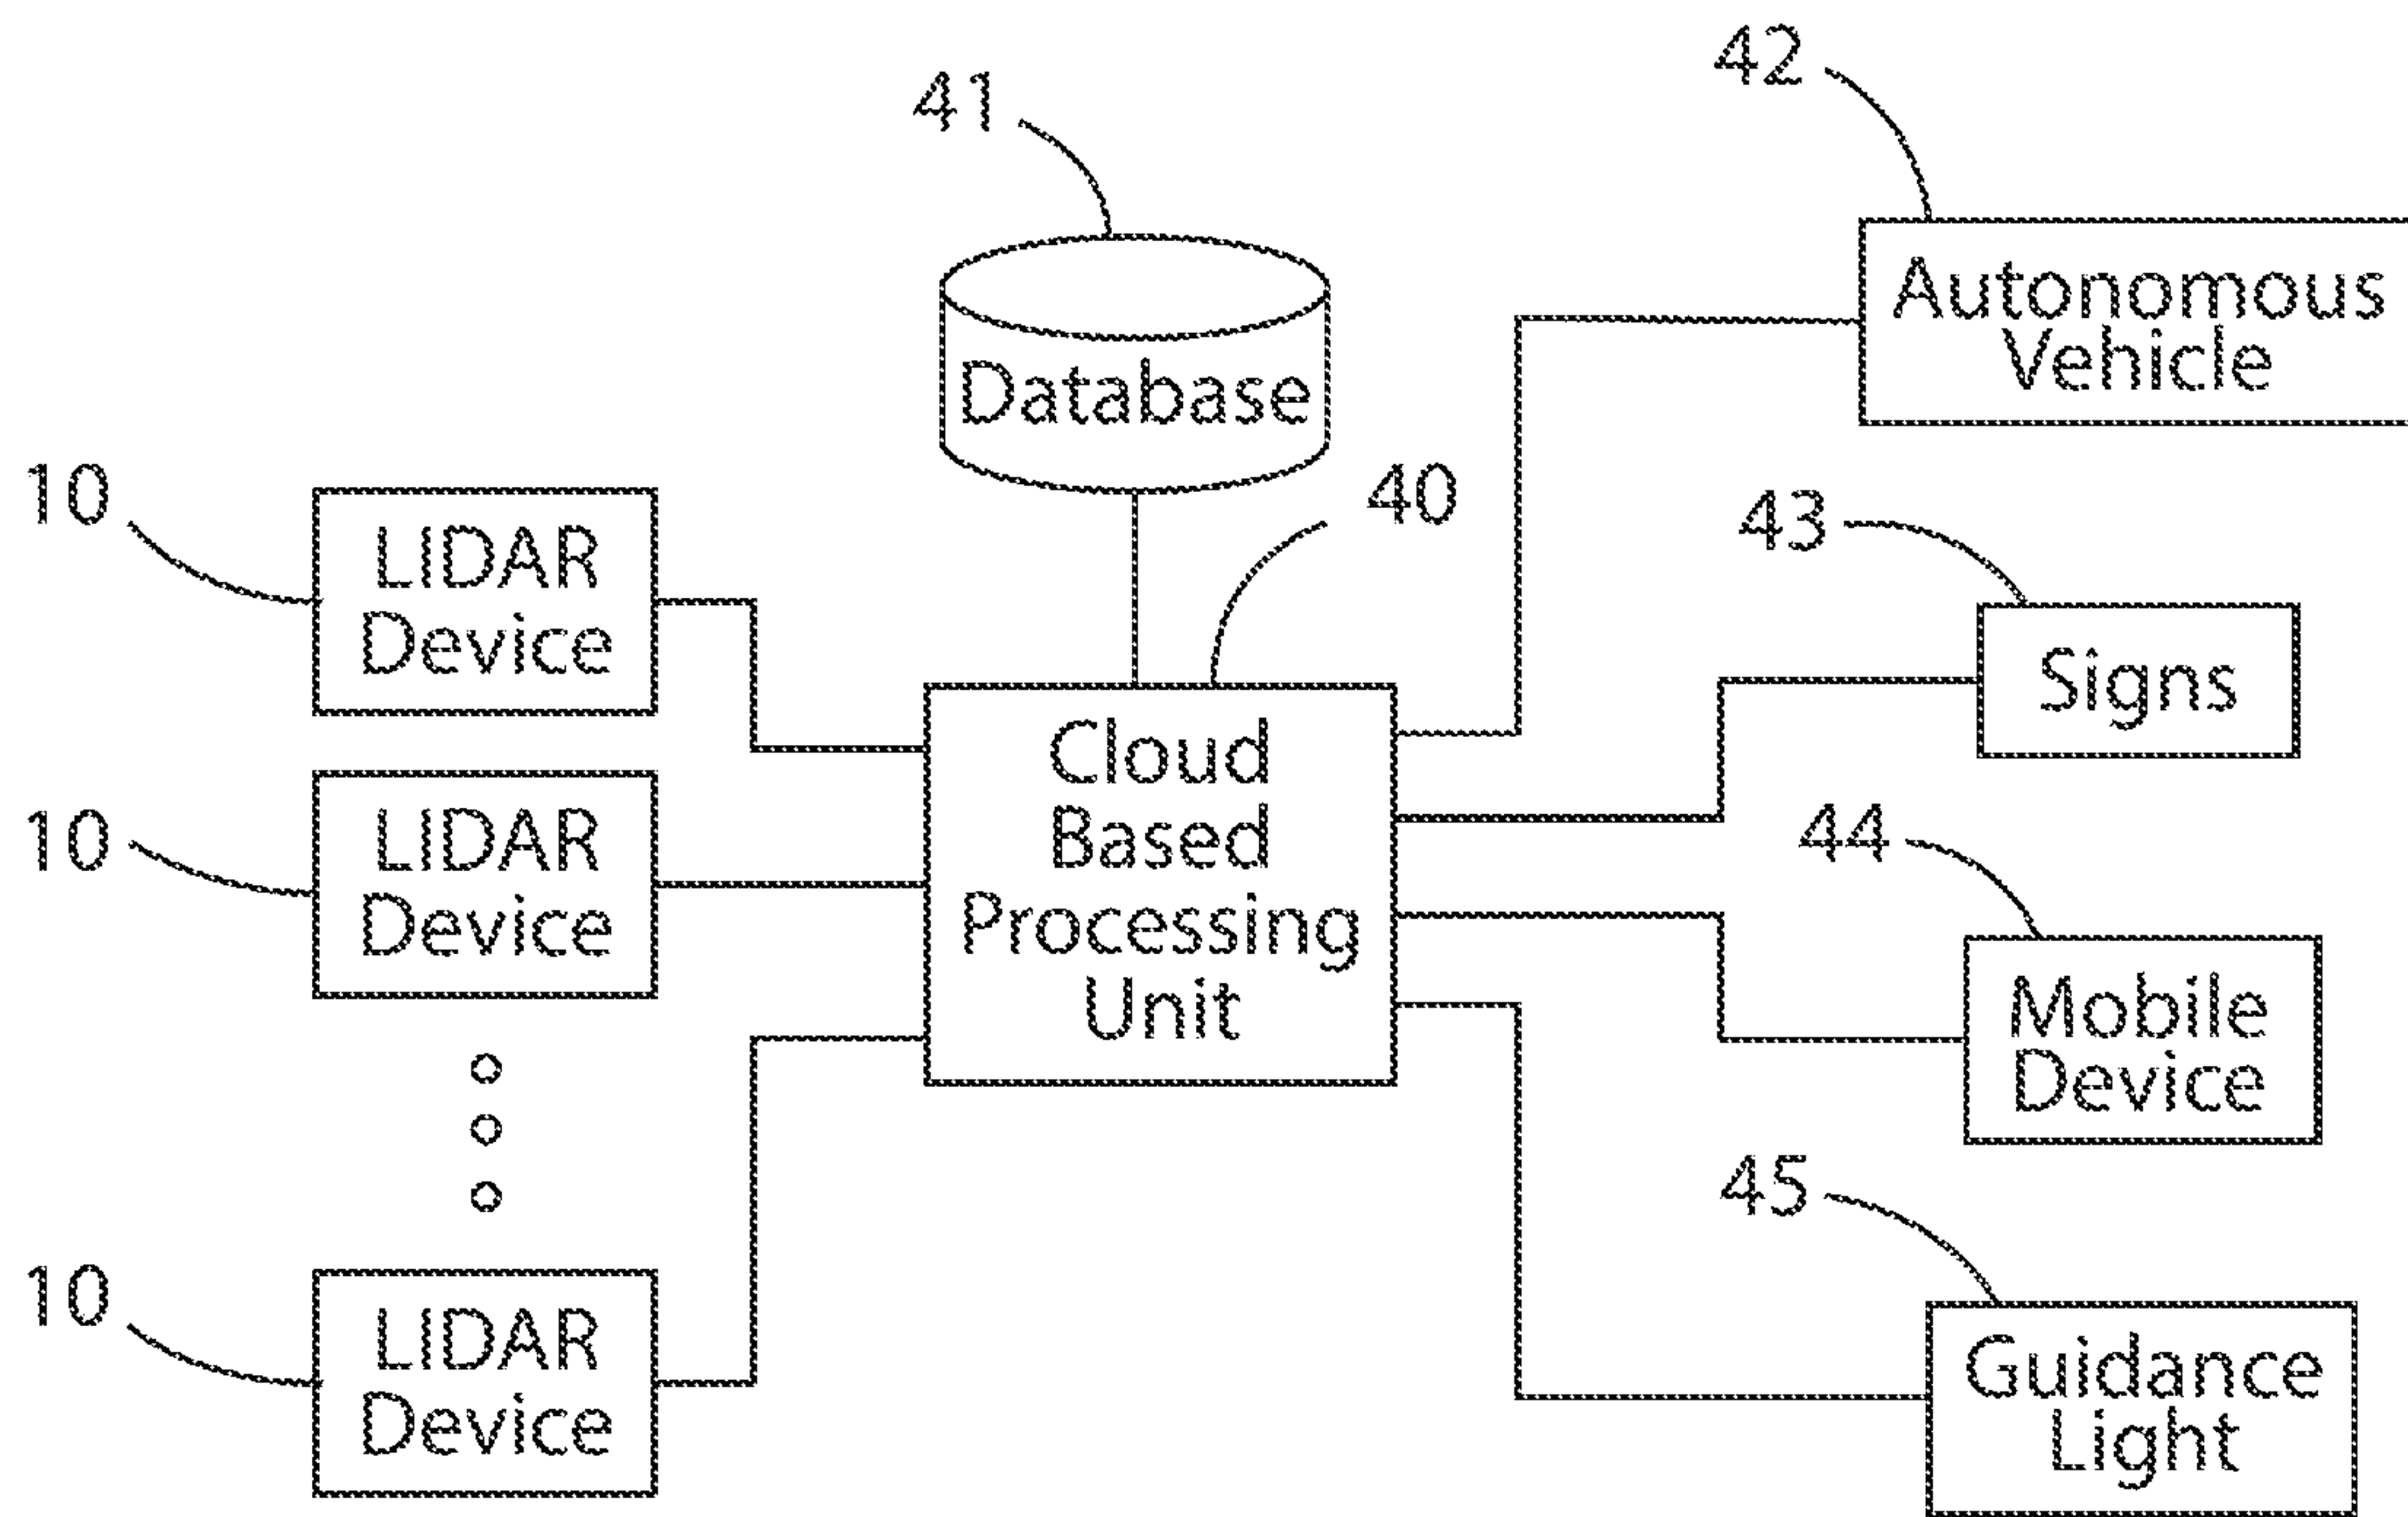 42
41
Autonomous
Vehicle
Database
10
LIDAR
Device
40
43
Signs
10
LIDAR
Device
Cloud
Based
Processing
Unit
44
Mobile
Device
45
10
LIDAR
Device
Guidance
Light